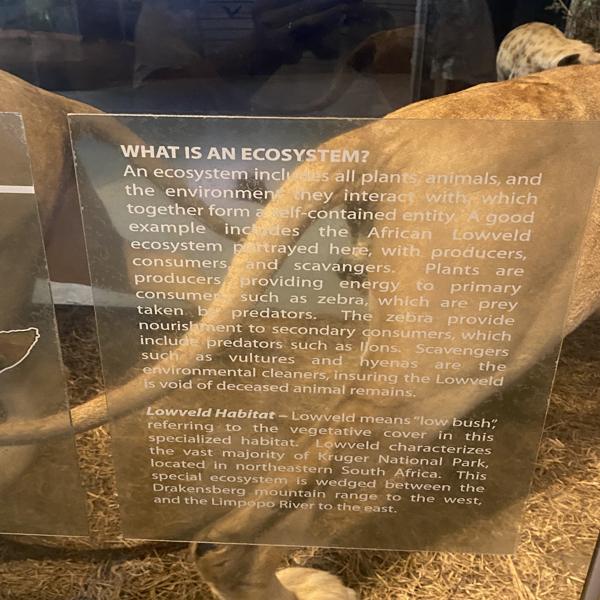 WHAT IS AN ECOSYSTEM?
An ecosystem includes all plants, animals, and
the environment they interact with, which
together form a self-contained entity. A good
example includes the African Lowveld
ecosystem portrayed here, with producers,
consumers and scavangers. Plants are
producers, providing energy to primary
consumers such as zebra, which are prey
taken by predators. The zebra provide
nourishment to secondary consumers, which
include predators such as lions. Scavengers
such as vultures and hyenas are the
environmental cleaners, insuring the Lowveld
is void of deceased animal remains.
Lowveld Habitat – Lowveld means "low bush",
referring to the vegetative cover in this
specialized habitat. Lowveld characterizes
the vast majority of Kruger National Park,
located in northeastern South Africa. This
special ecosystem is wedged between the
Drakensberg mountain range to the west,
and the Limpopo River to the east.